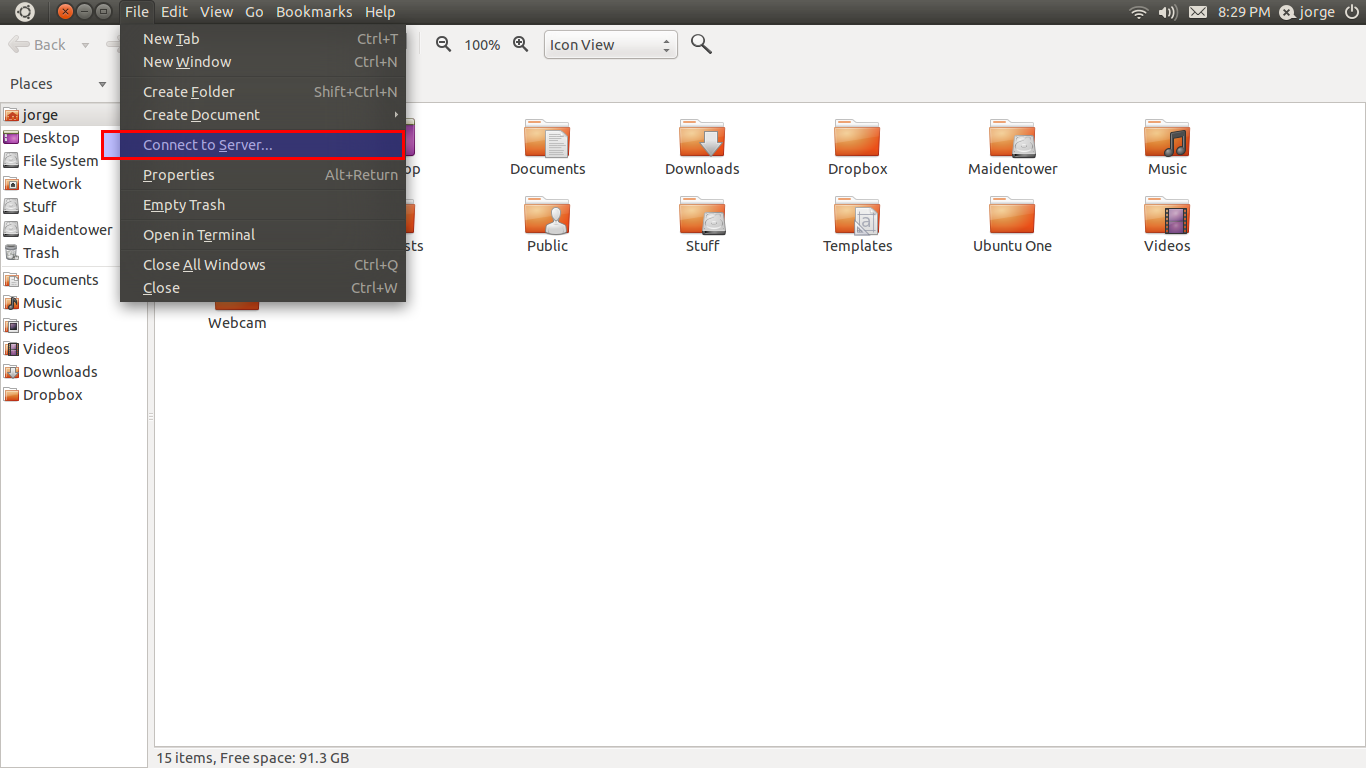 File Edit View Go Bookmarks Help 8:29 PM jorge
Back 100% Icon View
Places
New Tab Ctrl+T
New Window Ctrl+N
Create Folder Shift+Ctrl+N
Create Document
Connect to Server...
Properties Alt+Return
Empty Trash
Open in Terminal
Close All Windows Ctrl+Q
Close Ctrl+W
jorge
Desktop
File System
Network
Stuff
Maidentower
Trash
Documents
Music
Pictures
Videos
Downloads
Dropbox
Documents Downloads Dropbox Maidentower Music
Public Stuff Templates Ubuntu One Videos
Webcam
15 items, Free space: 91.3 GB